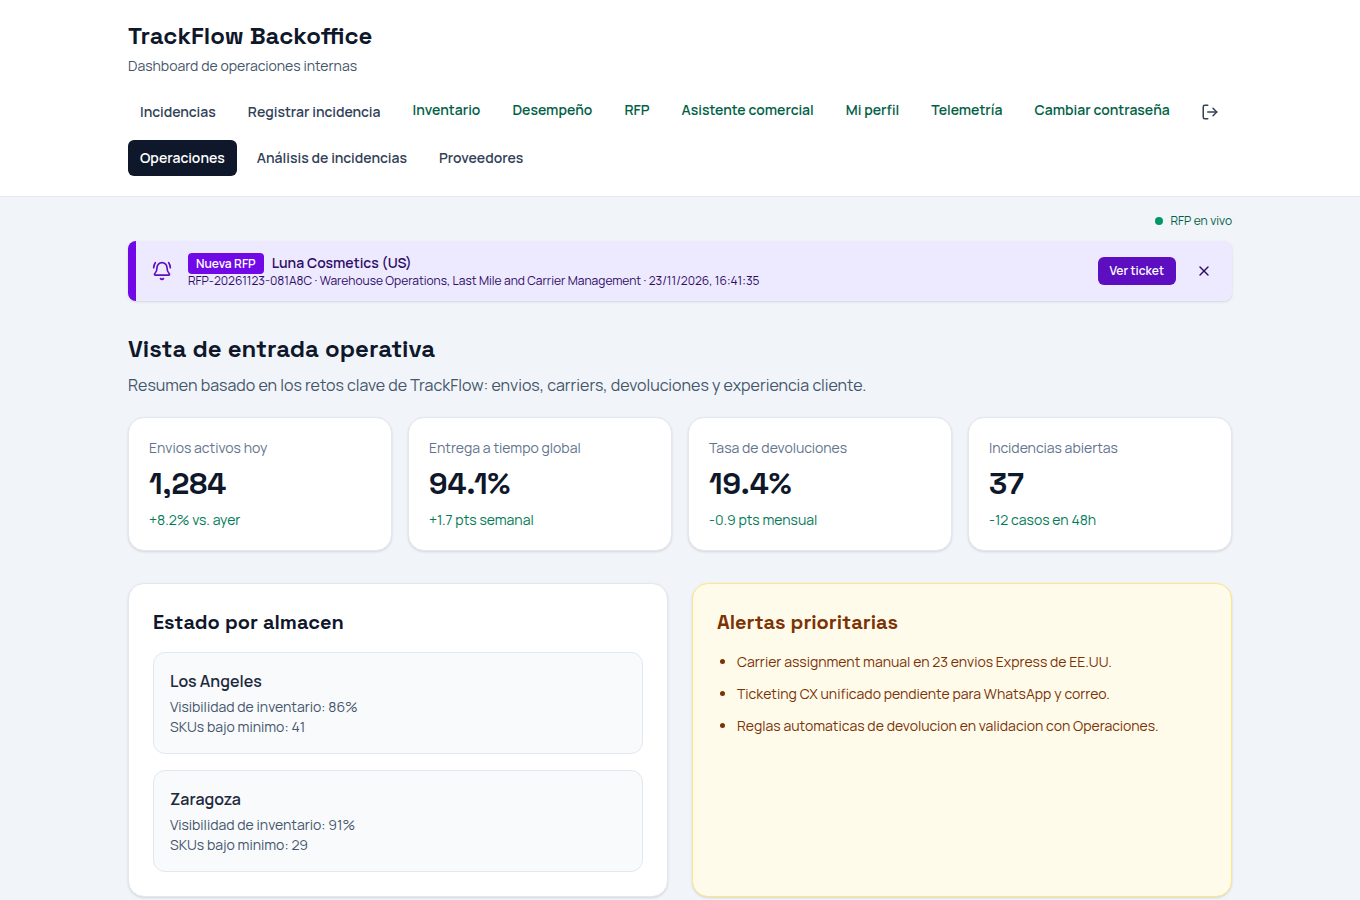 TrackFlow Backoffice
Dashboard de operaciones internas
Incidencias Registrar incidencia Inventario Desempeño RFP Asistente comercial Mi perfil Telemetría Cambiar contraseña
Operaciones Análisis de incidencias Proveedores
RFP en vivo
Nueva RFP Luna Cosmetics (US)
RFP-20261123-081A8C · Warehouse Operations, Last Mile and Carrier Management · 23/11/2026, 16:41:35
Ver ticket
Vista de entrada operativa
Resumen basado en los retos clave de TrackFlow: envios, carriers, devoluciones y experiencia cliente.
Envios activos hoy
1,284
+8.2% vs. ayer
Entrega a tiempo global
94.1%
+1.7 pts semanal
Tasa de devoluciones
19.4%
-0.9 pts mensual
Incidencias abiertas
37
-12 casos en 48h
Estado por almacen
Los Angeles
Visibilidad de inventario: 86%
SKUs bajo minimo: 41
Zaragoza
Visibilidad de inventario: 91%
SKUs bajo minimo: 29
Alertas prioritarias
Carrier assignment manual en 23 envios Express de EE.UU.
Ticketing CX unificado pendiente para WhatsApp y correo.
Reglas automaticas de devolucion en validacion con Operaciones.